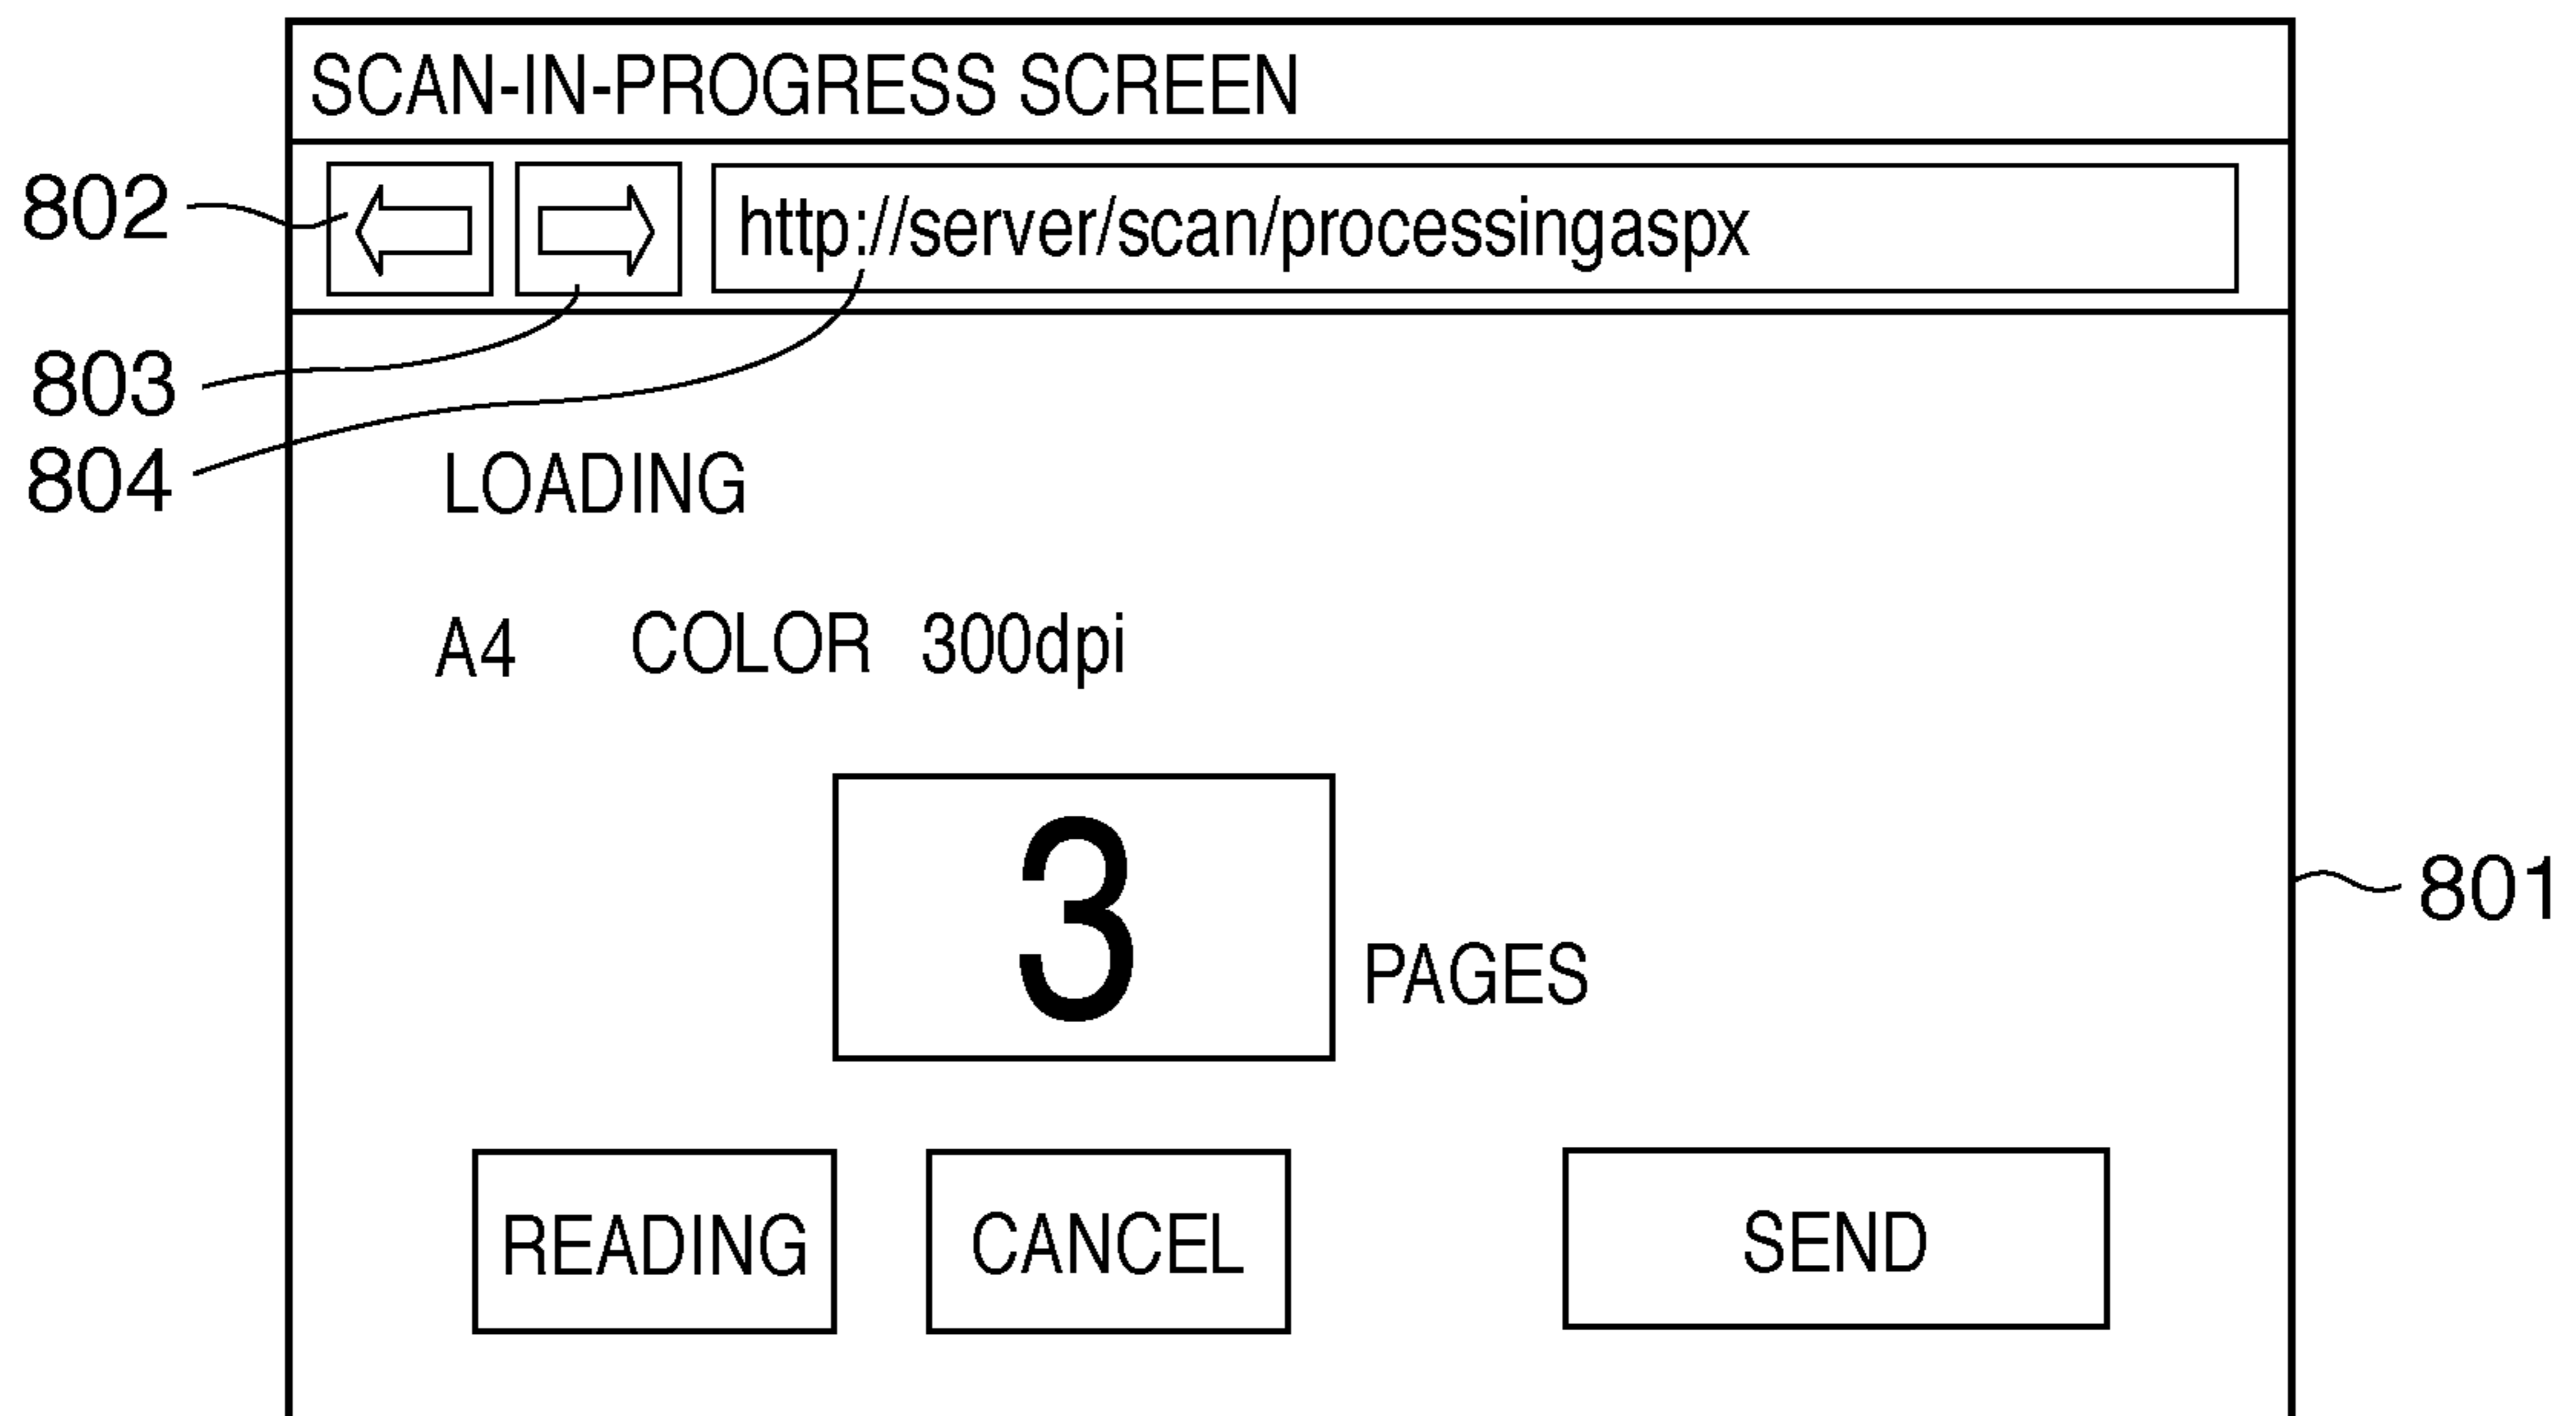 SCAN-IN-PROGRESS SCREEN
802
http://server/scan/processingaspx
803
804
LOADING
A4 COLOR 300dpi
3 PAGES
801
READING CANCEL SEND